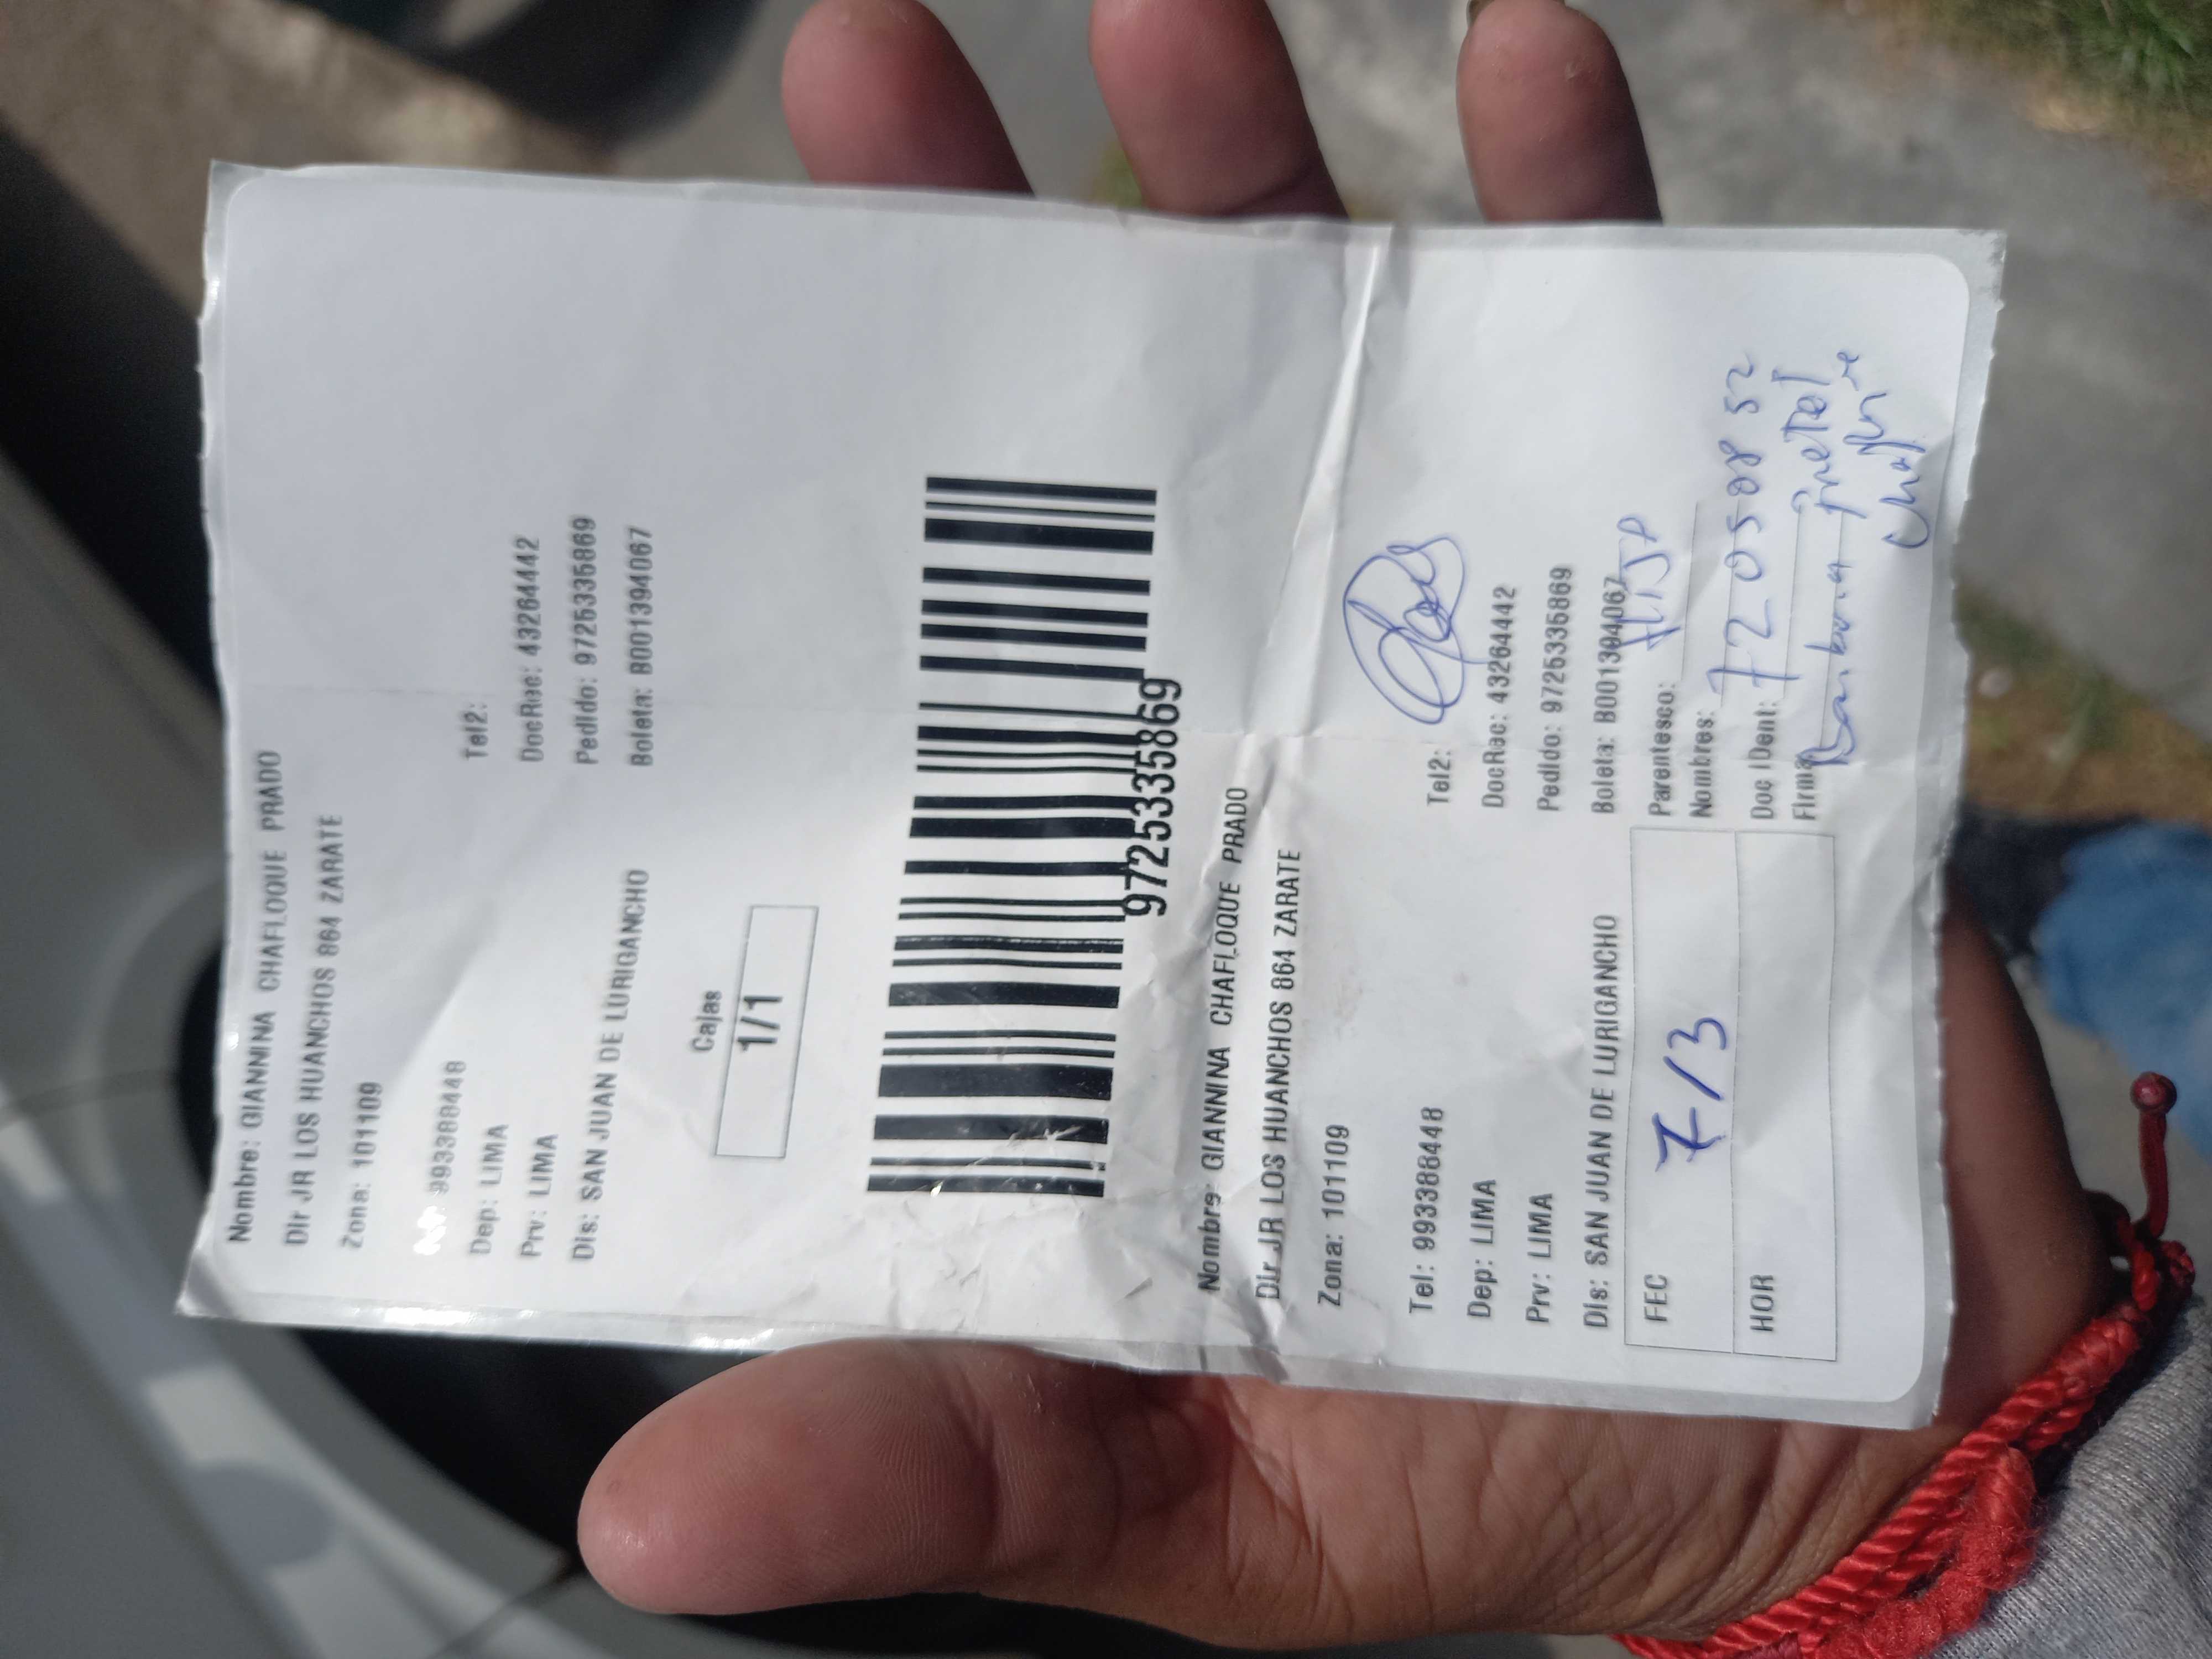 Nombre: GIANNINA CHAFLOQUE PRADO
Dir JR LOS HUANCHOS 864 ZARATE
Zona: 101109
993388448
Tel2:
Dep: LIMA
DocRec: 43264442
Prv: LIMA
Pedido: 9725335869
Dis: SAN JUAN DE LURIGANCHO
Boleta: B001394067
Cajas
1/1
9725335869
Nombre: GIANNINA CHAFLOQUE PRADO
Dir JR LOS HUANCHOS 864 ZARATE
Zona: 101109
Tel: 993388448
Tel2:
Dep: LIMA
DocRec: 43264442
Prv: LIMA
Pedido: 9725335869
Dis: SAN JUAN DE LURIGANCHO
Boleta: B001394067
FEC 7/3
Parentesco:
Nombres:
HOR
Doc IDent: 72050852
Firma